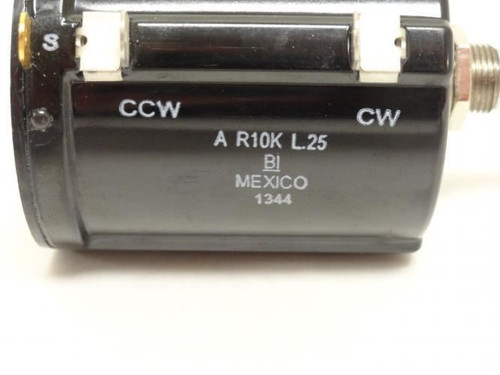 S
CCW CW
A R10K L.25
BI
MEXICO
1344